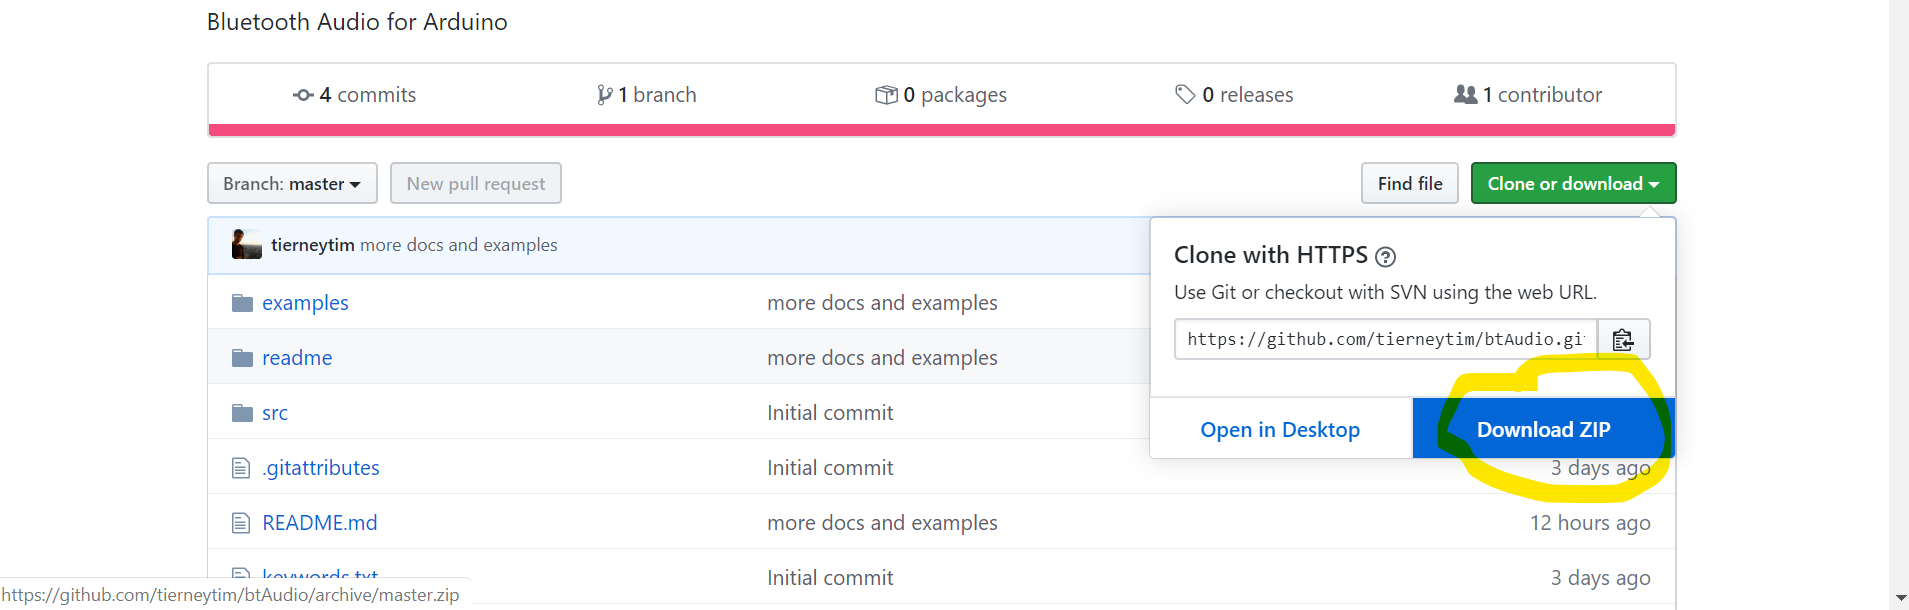 Bluetooth Audio for Arduino
4 commits 1 branch 0 packages 0 releases 1 contributor
Branch: master New pull request Find file Clone or download
tierneytim more docs and examples
Clone with HTTPS ?
Use Git or checkout with SVN using the web URL.
https://github.com/tierneytim/btAudio.gi
Open in Desktop Download ZIP
examples more docs and examples
readme more docs and examples
src Initial commit
.gitattributes Initial commit 3 days ago
README.md more docs and examples 12 hours ago
keywords.txt Initial commit 3 days ago
https://github.com/tierneytim/btAudio/archive/master.zip